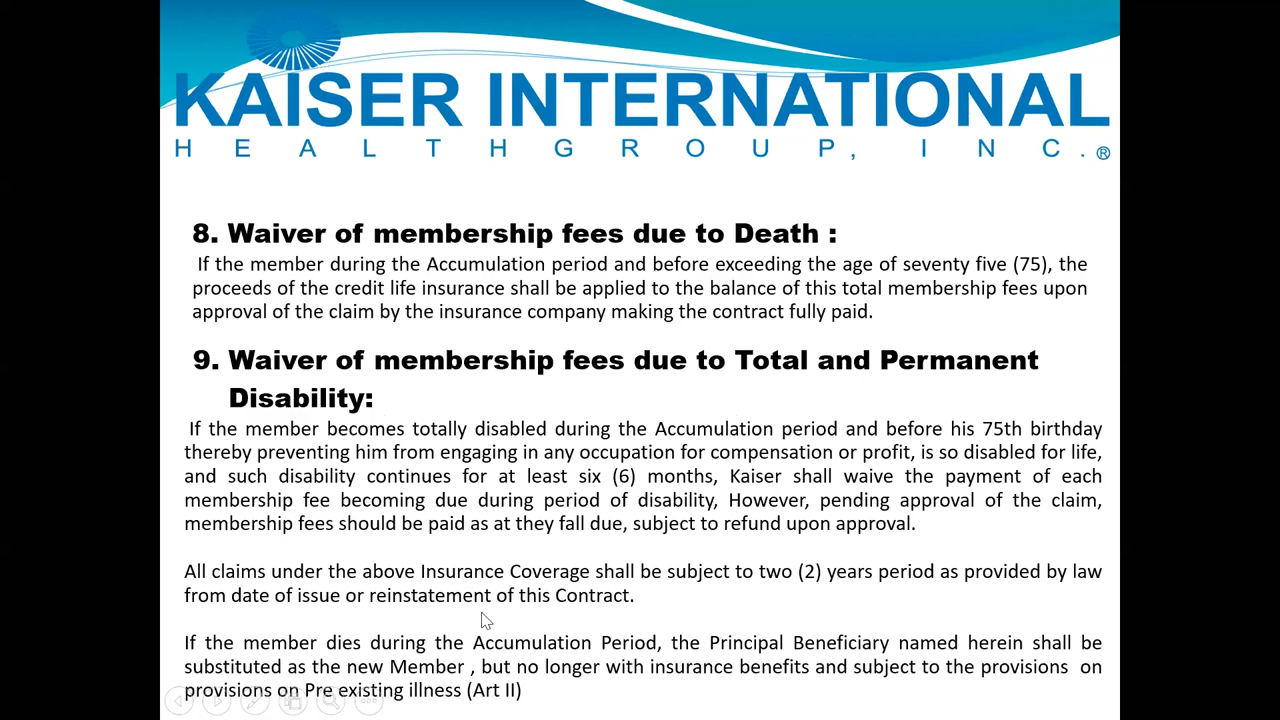 KAISER INTERNATIONAL
HEALTHGROUP, INC.®
8. Waiver of membership fees due to Death :
If the member during the Accumulation period and before exceeding the age of seventy five (75), the
proceeds of the credit life insurance shall be applied to the balance of this total membership fees upon
approval of the claim by the insurance company making the contract fully paid.
9. Waiver of membership fees due to Total and Permanent
Disability:
If the member becomes totally disabled during the Accumulation period and before his 75th birthday
thereby preventing him from engaging in any occupation for compensation or profit, is so disabled for life,
and such disability continues for at least six (6) months, Kaiser shall waive the payment of each
membership fee becoming due during period of disability, However, pending approval of the claim,
membership fees should be paid as at they fall due, subject to refund upon approval.
All claims under the above Insurance Coverage shall be subject to two (2) years period as provided by law
from date of issue or reinstatement of this Contract.
If the member dies during the Accumulation Period, the Principal Beneficiary named herein shall be
substituted as the new Member , but no longer with insurance benefits and subject to the provisions on
provisions on Pre existing illness (Art II)